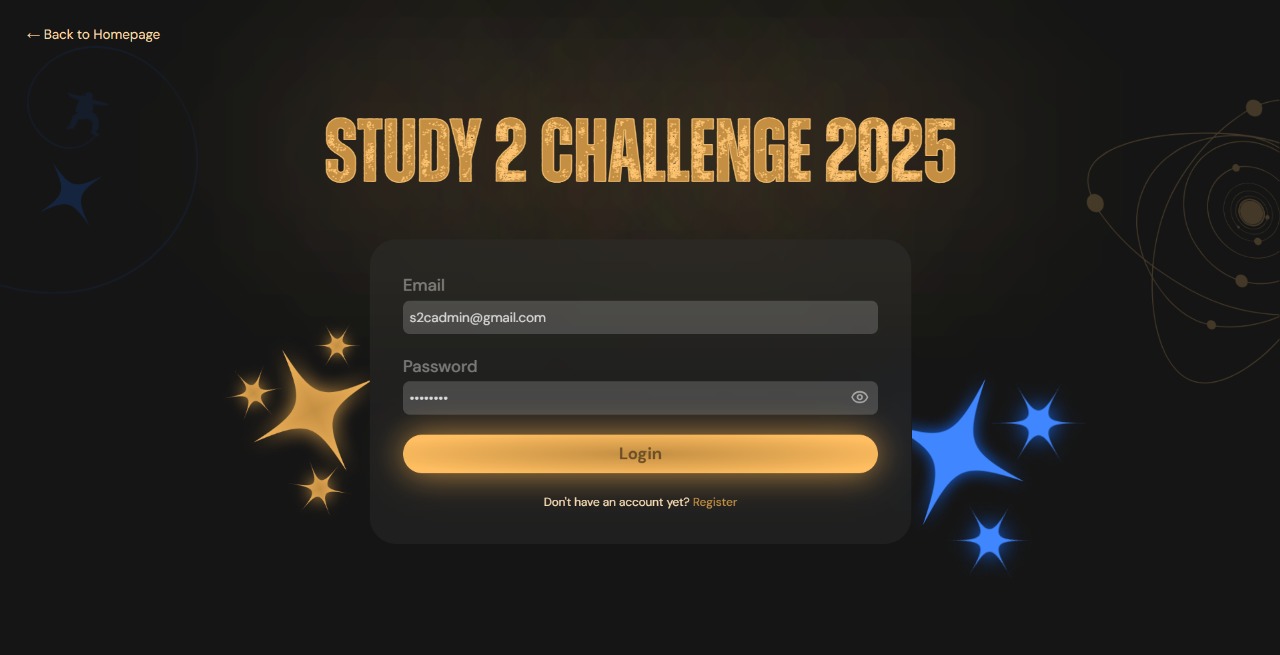 ← Back to Homepage
STUDY 2 CHALLENGE 2025
Email
s2cadmin@gmail.com
Password
••••••••
Login
Don't have an account yet? Register